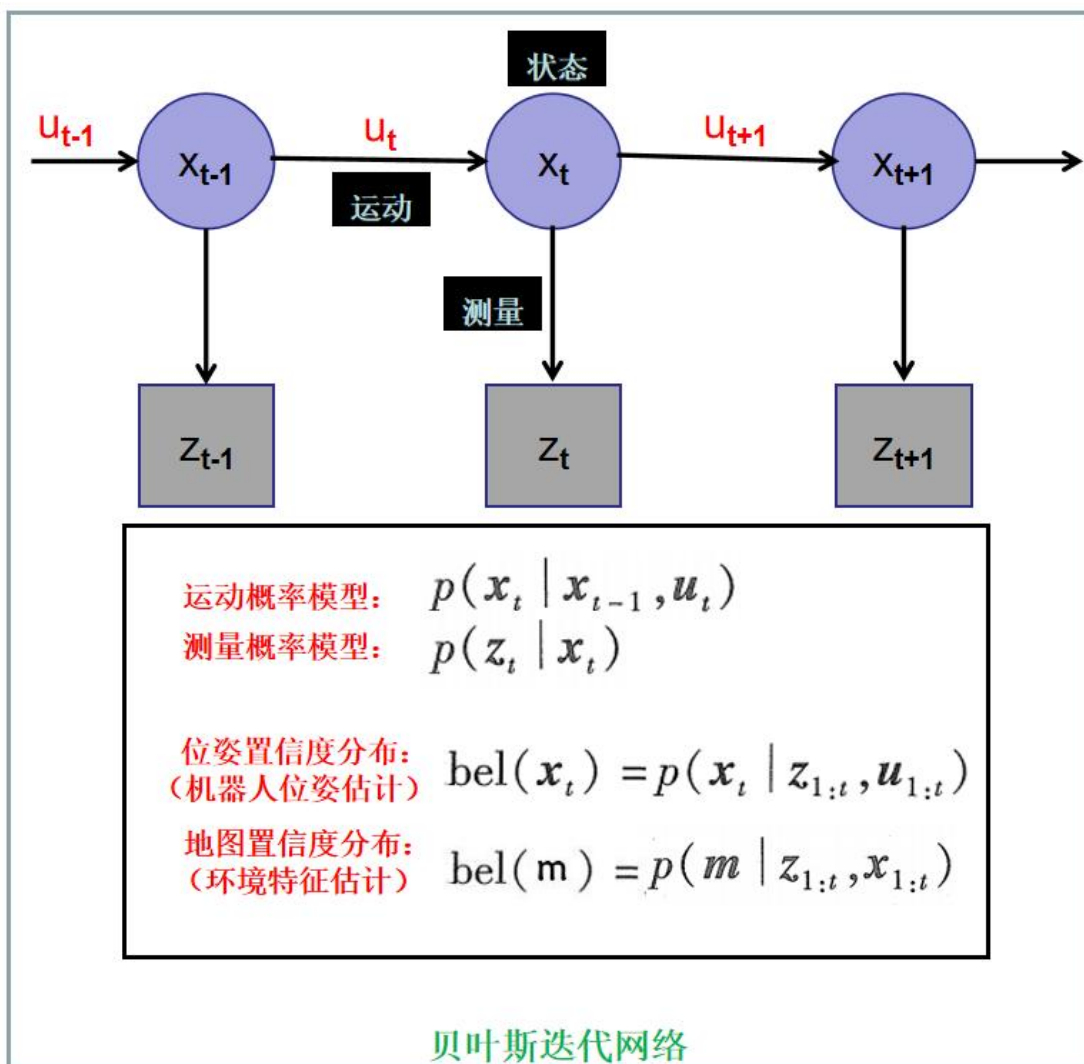 状态
u_{t-1} u_t u_{t+1}
x_{t-1} x_t x_{t+1}
运动
测量
z_{t-1} z_t z_{t+1}
运动概率模型: p(x_t | x_{t-1}, u_t)
测量概率模型: p(z_t | x_t)
位姿置信度分布: bel(x_t) = p(x_t | z_{1:t}, u_{1:t})
(机器人位姿估计)
地图置信度分布: bel(m) = p(m | z_{1:t}, x_{1:t})
(环境特征估计)
贝叶斯迭代网络